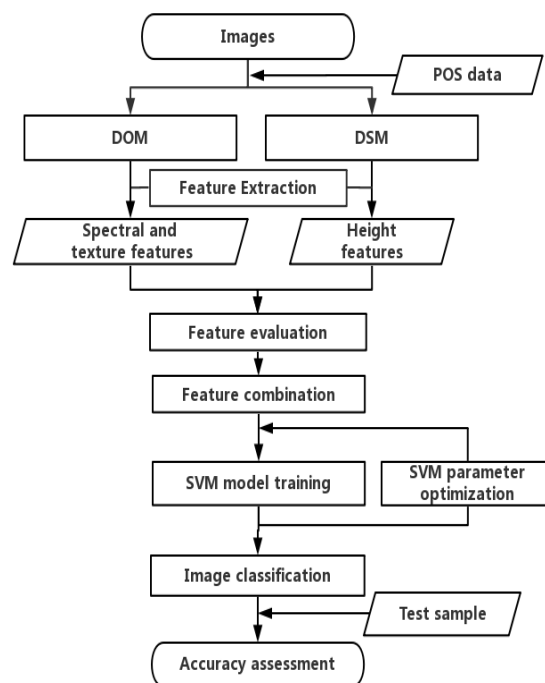 Images
POS data
DOM
DSM
Feature Extraction
Spectral and
texture features
Height
features
Feature evaluation
Feature combination
SVM model training
SVM parameter
optimization
Image classification
Test sample
Accuracy assessment